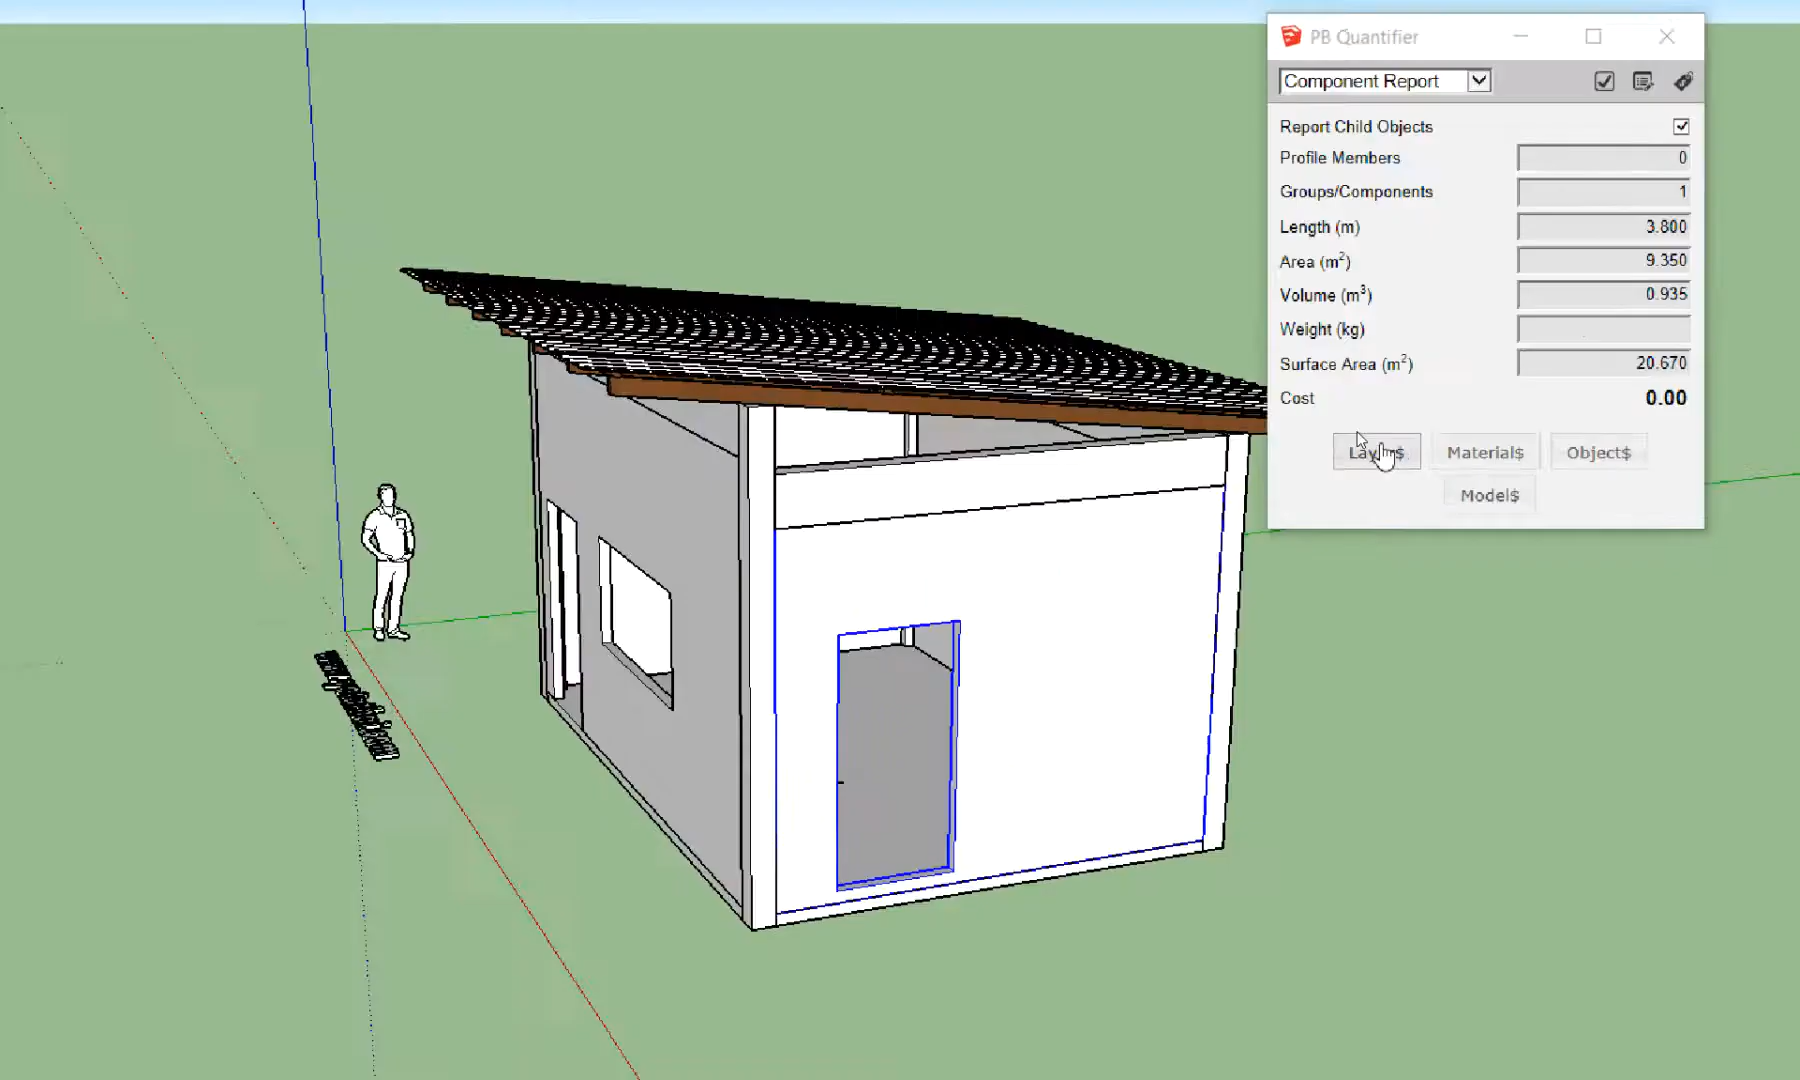 PB Quantifier
Component Report
Report Child Objects
Profile Members 0
Groups/Components 1
Length (m) 3.800
Area (m²) 9.350
Volume (m³) 0.935
Weight (kg)
Surface Area (m²) 20.670
Cost 0.00
Materials$ Object$
Model$